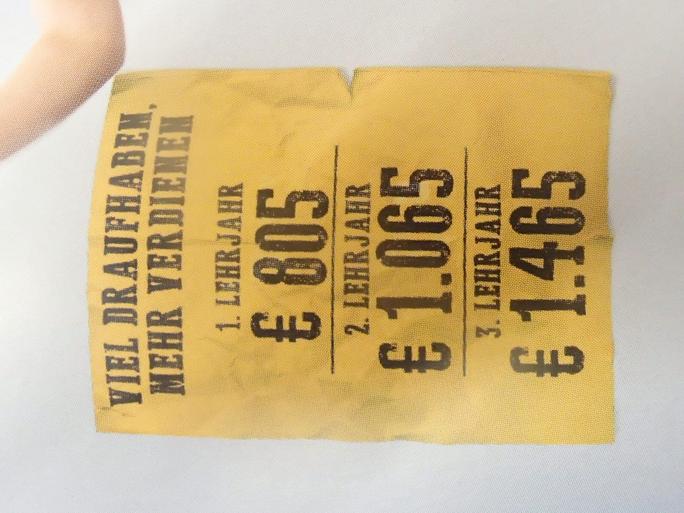 VIEL DRAUFHABEN,
MEHR VERDIENEN
1. LEHRJAHR
€ 805
2. LEHRJAHR
€ 1.065
3. LEHRJAHR
€ 1.465